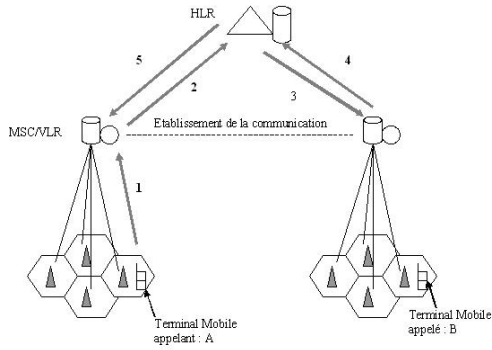 HLR
5
4
2
3
MSC/VLR
Etablissement de la communication
1
Terminal Mobile
appelant : A
Terminal Mobile
appelé : B